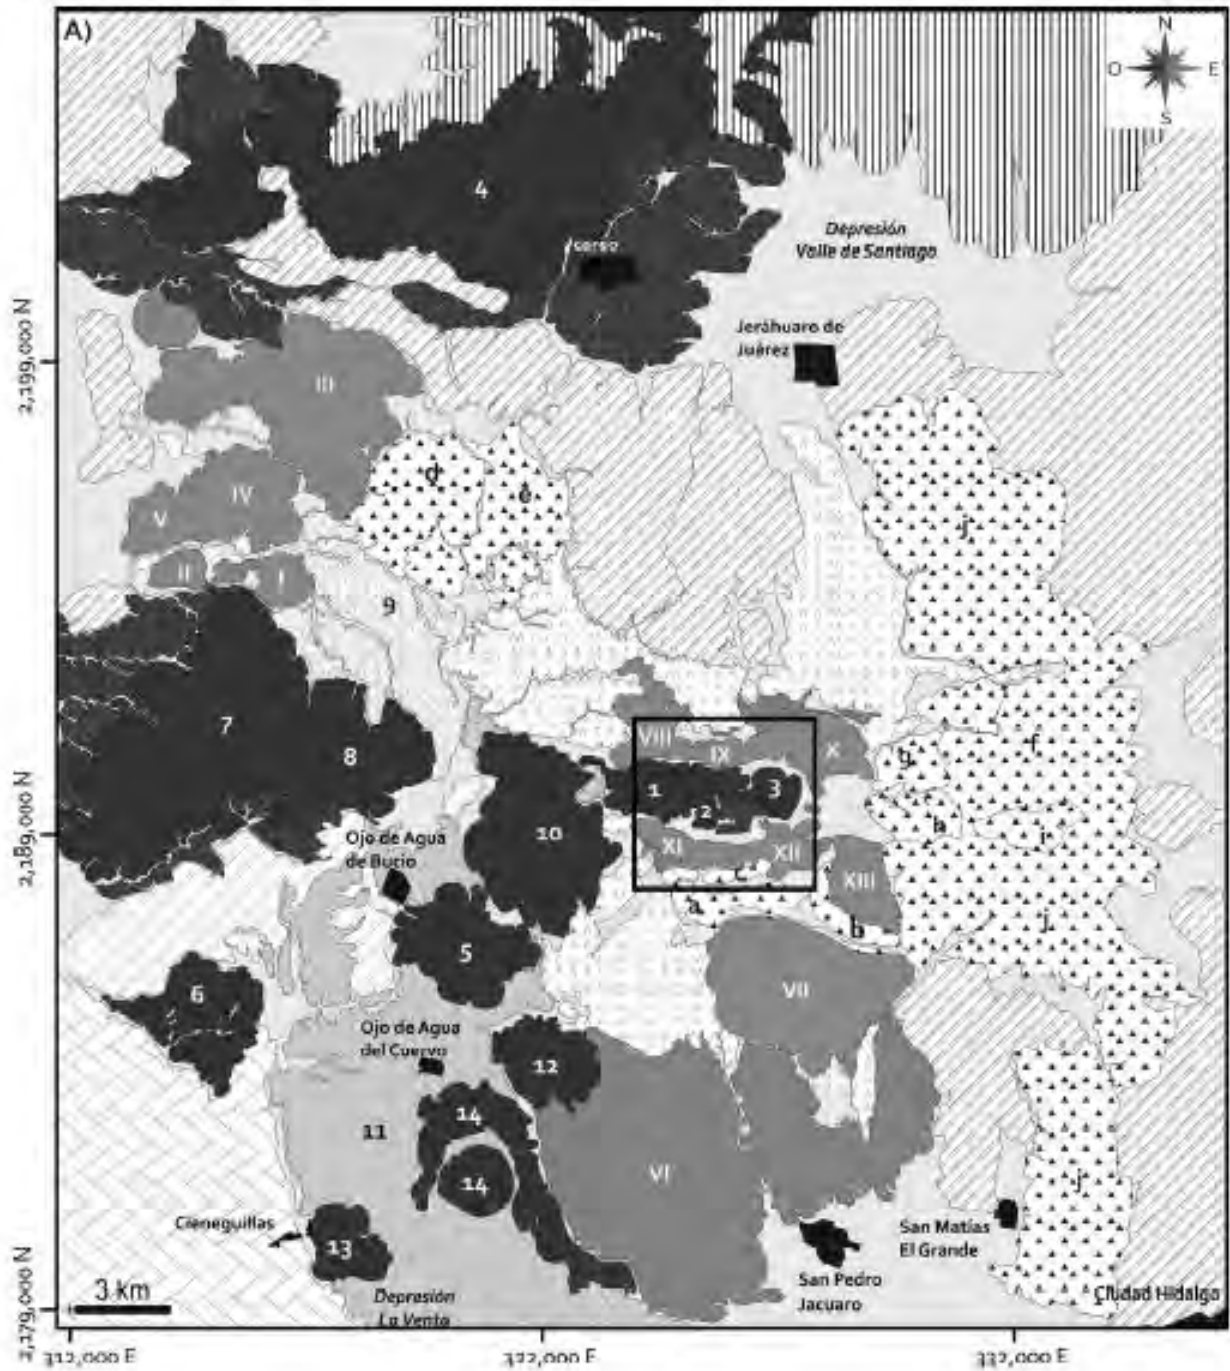 A)
N
O
E
S
4
Depresión
Valle de Santiago
Jeráhuaro de
Juárez
2,199,000 N
III
d
e
IV
V
j
II
I
9
7
8
VIII
IX
X
g
f
1
2
3
h
i
10
2,189,000 N
Ojo de Agua
de Bucio
XI
XII
c
XIII
a
b
j
5
6
VII
Ojo de Agua
del Cuervo
12
14
11
14
VI
j
Cieneguillas
13
San Matías
El Grande
San Pedro
Jacuaro
3 km
Depresión
La Venta
Ciudad Hidalgo
2,179,000 N
312,000 E
322,000 E
332,000 E